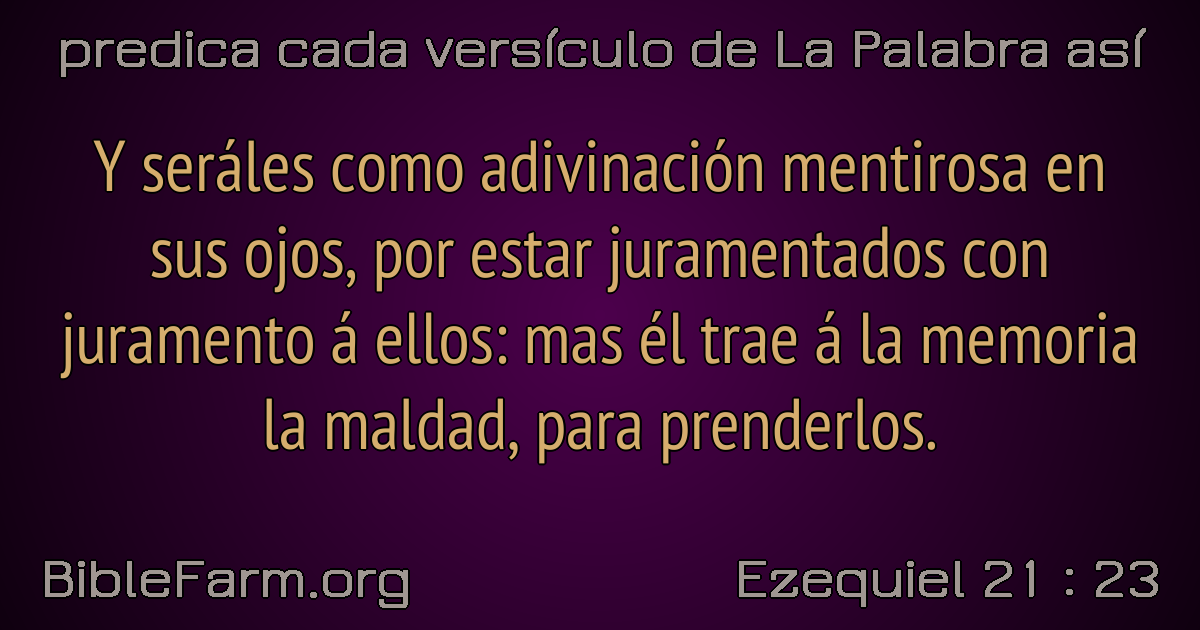 predica cada versículo de La Palabra así
Y seráles como adivinación mentirosa en
sus ojos, por estar juramentados con
juramento á ellos: mas él trae á la memoria
la maldad, para prenderlos.
BibleFarm.org
Ezequiel 21 : 23